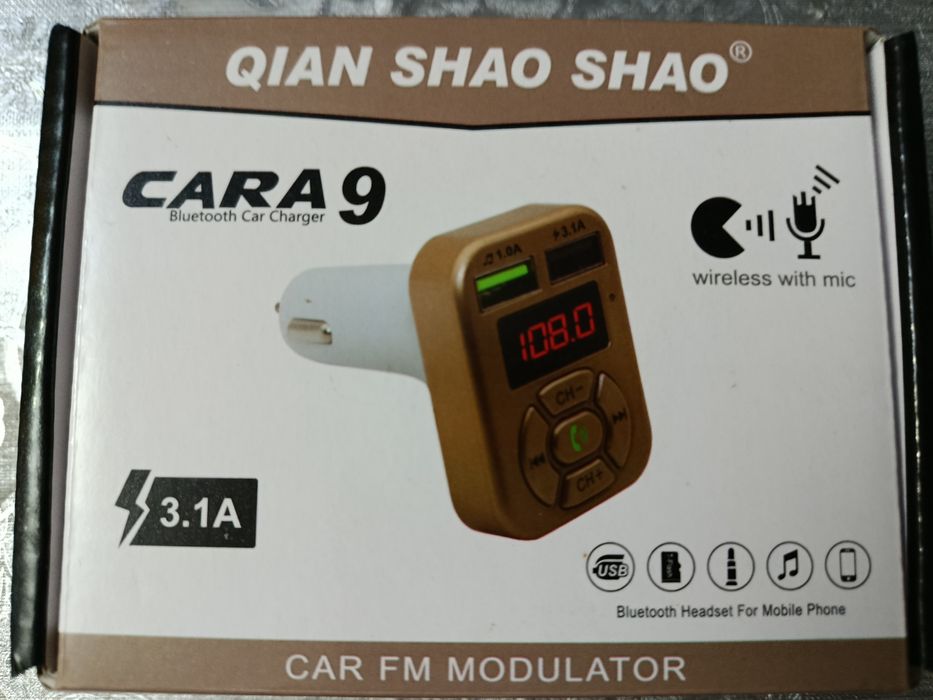 QIAN SHAO SHAO®
CARA 9
Bluetooth Car Charger
wireless with mic
1.0A
3.1A
108.0
CH-
CH+
3.1A
USB
Flash
Bluetooth Headset For Mobile Phone
CAR FM MODULATOR